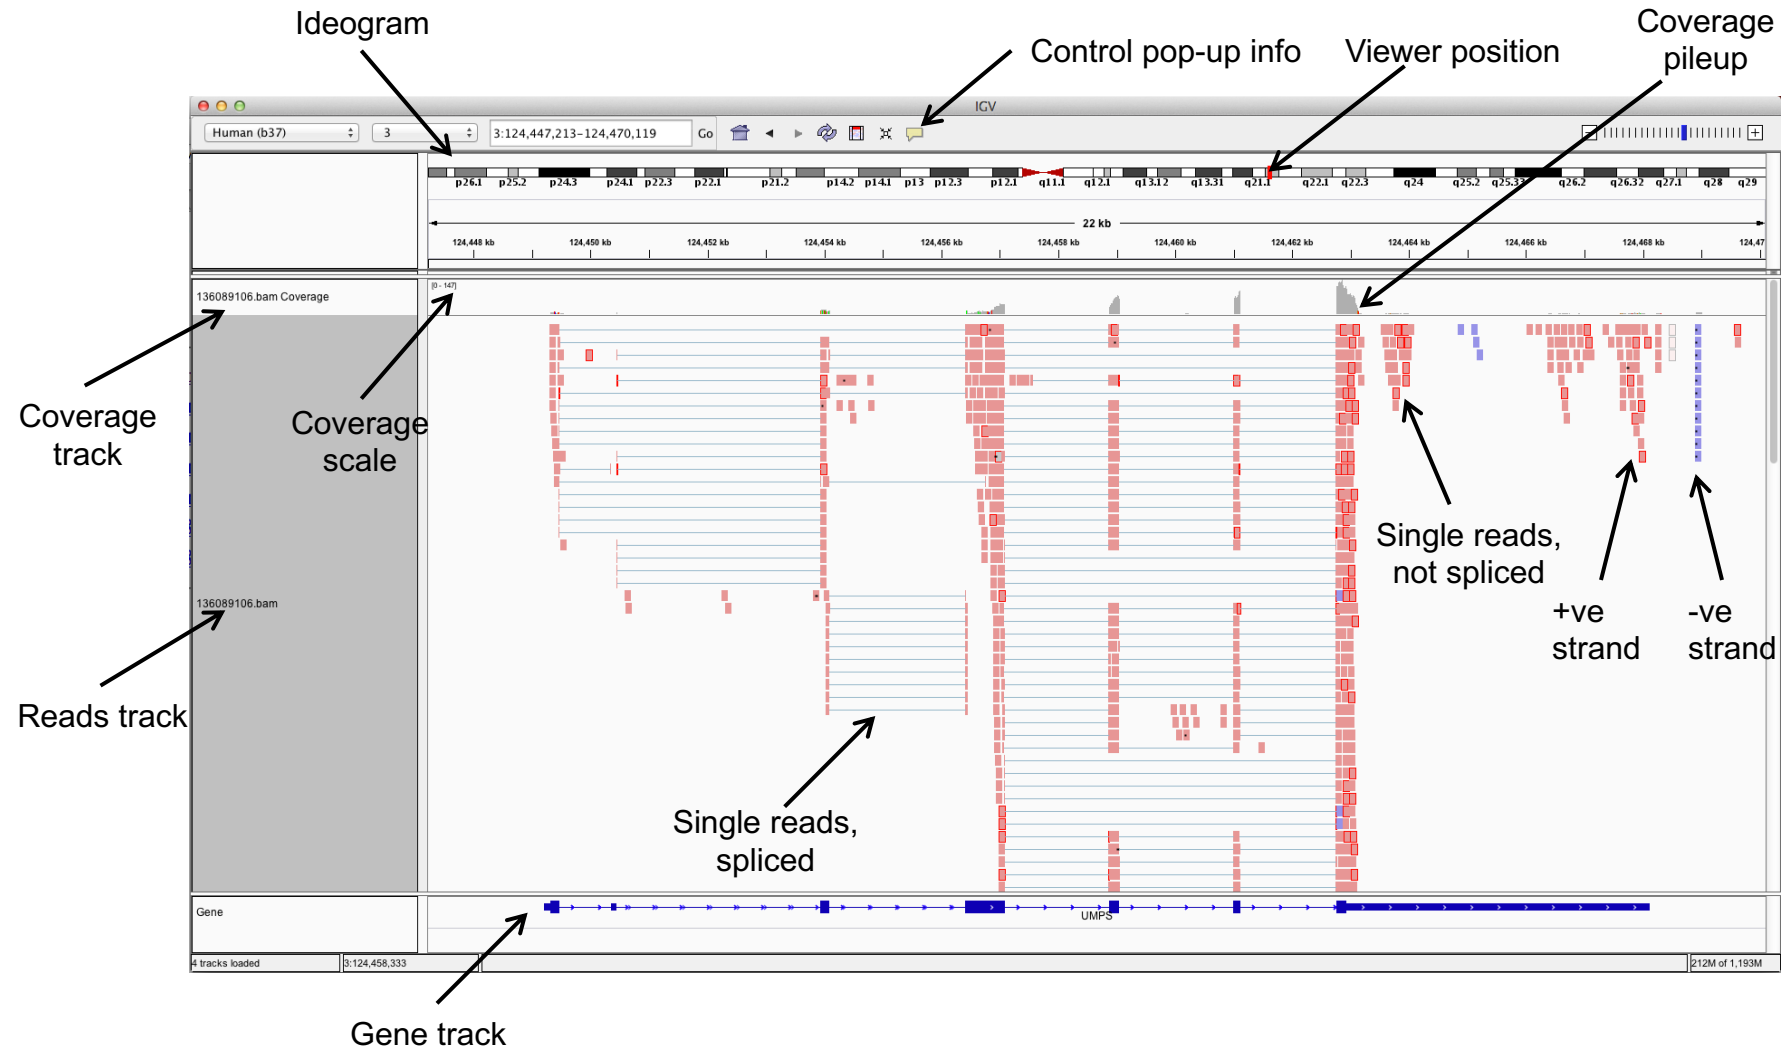 Ideogram
Control pop-up info
Viewer position
Coverage
pileup
IGV
Human (b37)
3
3:124,447,213-124,470,119
Go
p26.1 p25.2 p24.3 p24.1 p22.3 p22.1 p21.2 p14.2 p14.1 p13 p12.3 p12.1 q11.1 q12.1 q13.12 q13.31 q21.1 q22.1 q22.3 q24 q25.2 q25.33 q26.2 q26.32 q27.1 q28 q29
22 kb
124,448 kb 124,450 kb 124,452 kb 124,454 kb 124,456 kb 124,458 kb 124,460 kb 124,462 kb 124,464 kb 124,466 kb 124,468 kb 124,47
136089106.bam Coverage
[0 - 147]
Coverage
track
Coverage
scale
Single reads,
not spliced
+ve
strand
-ve
strand
136089106.bam
Reads track
Single reads,
spliced
Gene
UMPS
4 tracks loaded
3:124,458,333
212M of 1,193M
Gene track